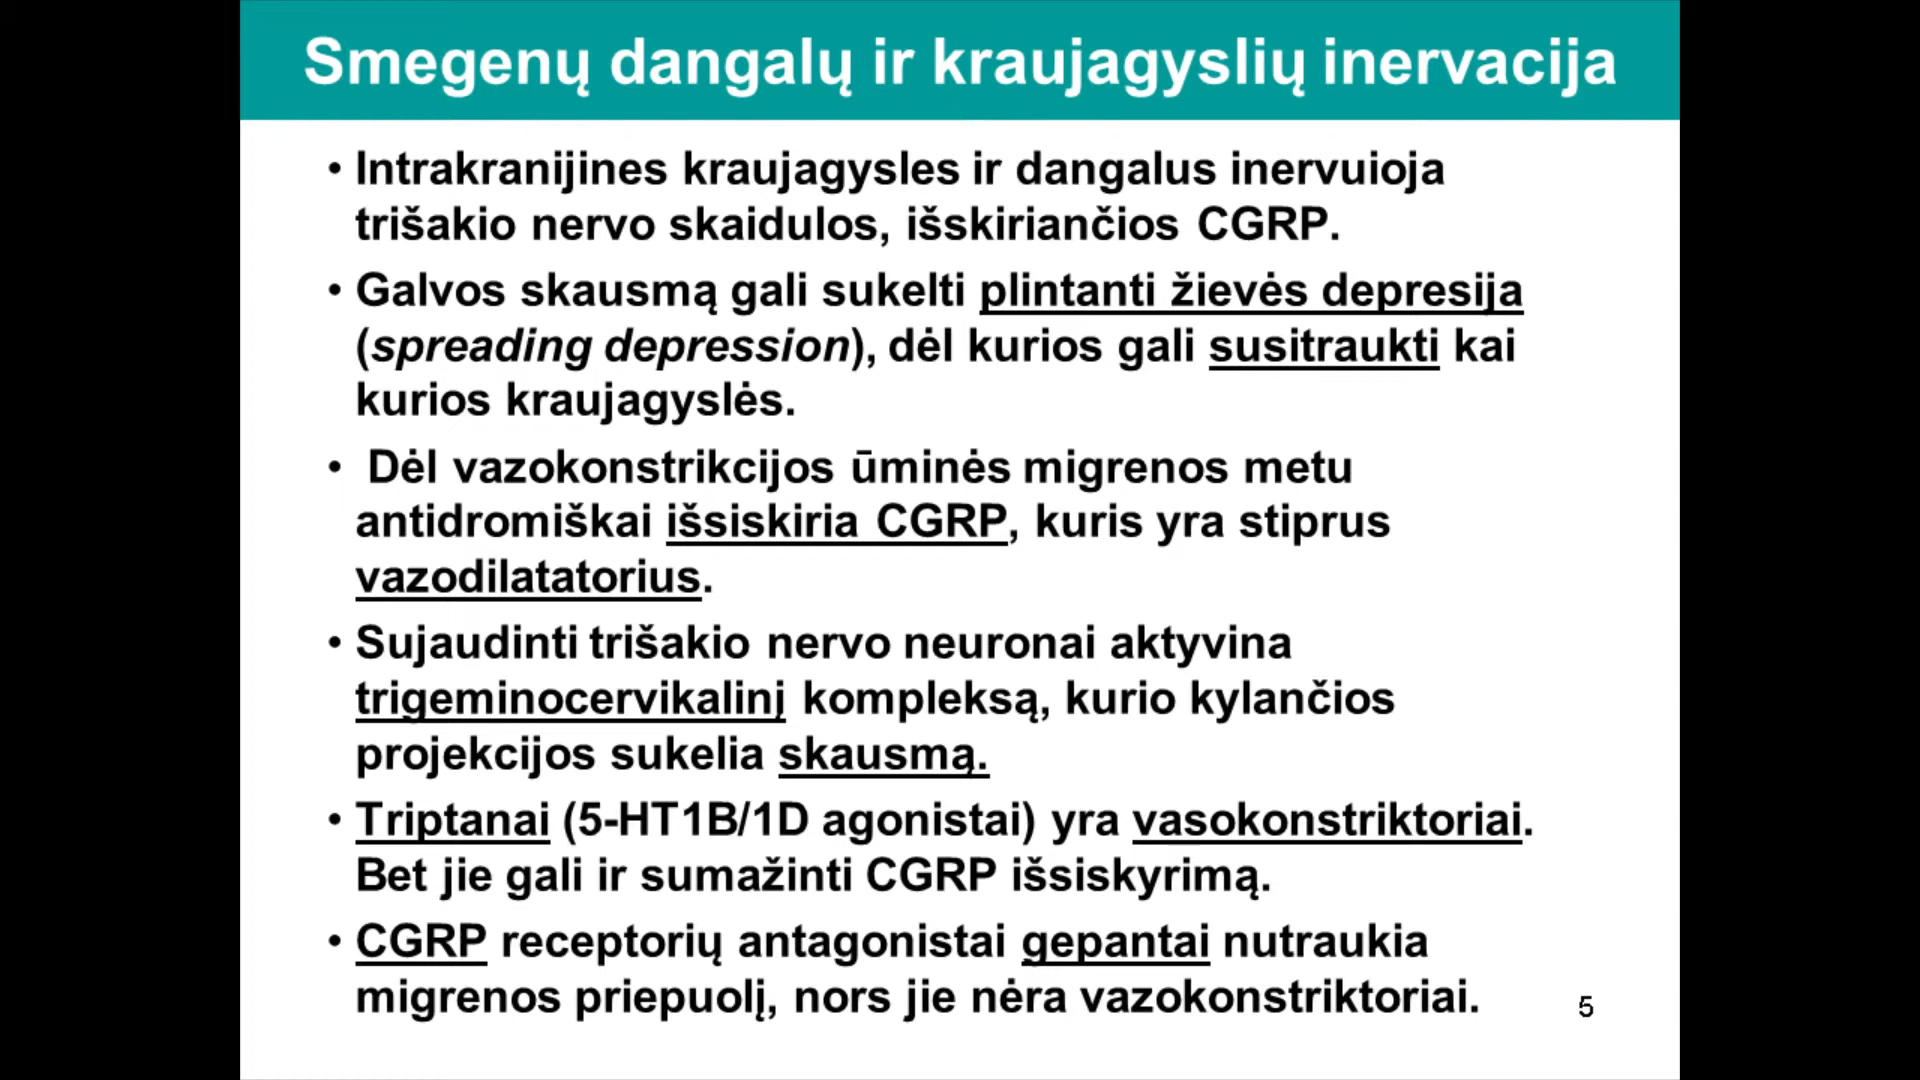 Smegenų dangalų ir kraujagyslių inervacija
• Intrakranijines kraujagysles ir dangalus inervuioja
trišakio nervo skaidulos, išskiriančios CGRP.
• Galvos skausmą gali sukelti plintanti žievės depresija
(spreading depression), dėl kurios gali susitraukti kai
kurios kraujagyslės.
• Dėl vazokonstrikcijos ūminės migrenos metu
antidromiškai išsiskiria CGRP, kuris yra stiprus
vazodilatatorius.
• Sujaudinti trišakio nervo neuronai aktyvina
trigeminocervikalinį kompleksą, kurio kylančios
projekcijos sukelia skausmą.
• Triptanai (5-HT1B/1D agonistai) yra vasokonstriktoriai.
Bet jie gali ir sumažinti CGRP išsiskyrimą.
• CGRP receptorių antagonistai gepantai nutraukia
migrenos priepuolį, nors jie nėra vazokonstriktoriai.
5